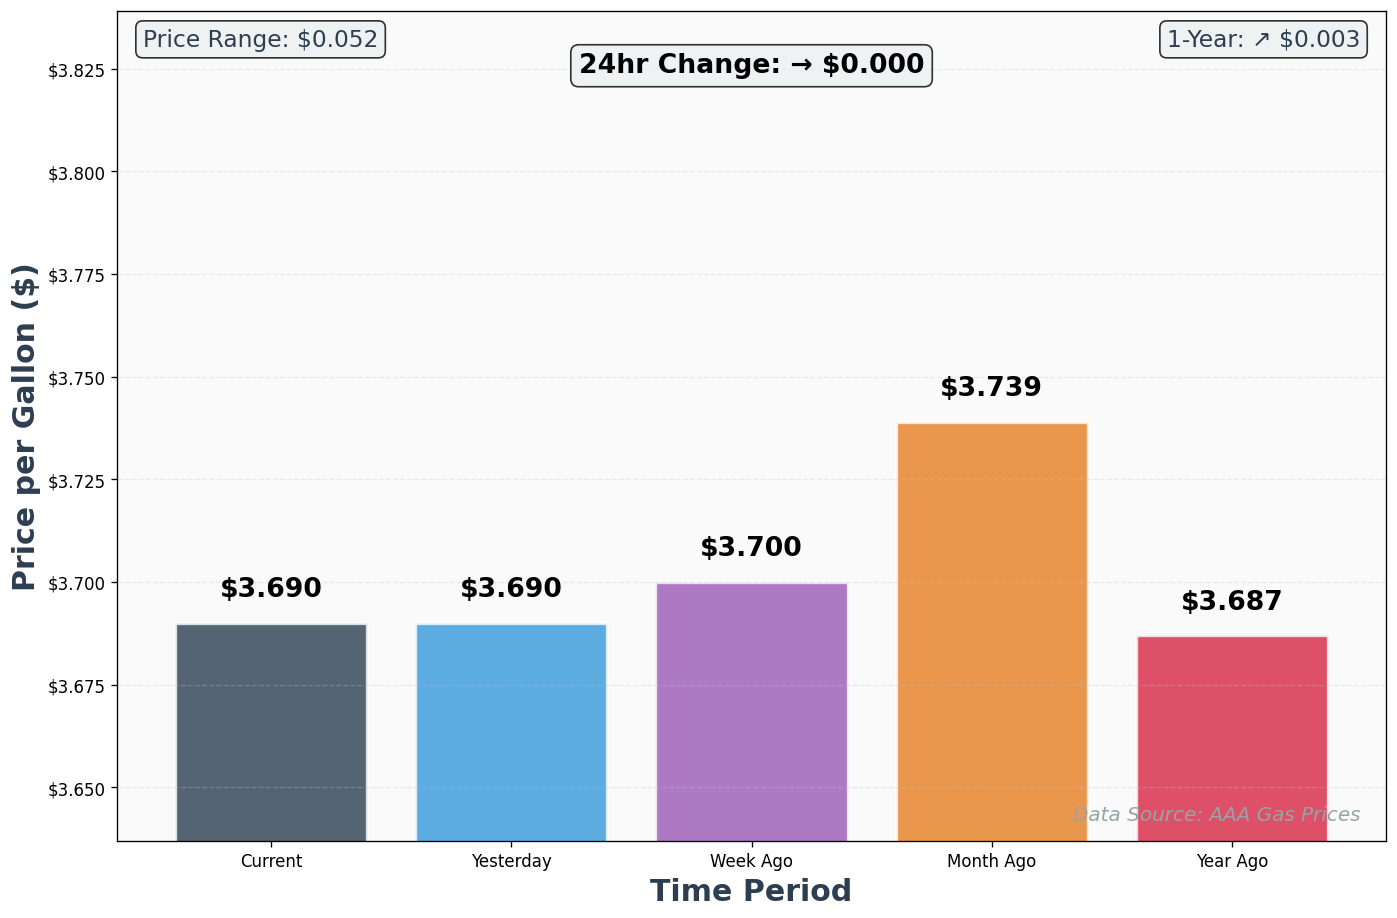 Price Range: $0.052
24hr Change: → $0.000
1-Year: ↗ $0.003
Price per Gallon ($)
$3.825
$3.800
$3.775
$3.750
$3.725
$3.700
$3.675
$3.650
$3.690
$3.690
$3.700
$3.739
$3.687
Data Source: AAA Gas Prices
Current
Yesterday
Week Ago
Month Ago
Year Ago
Time Period